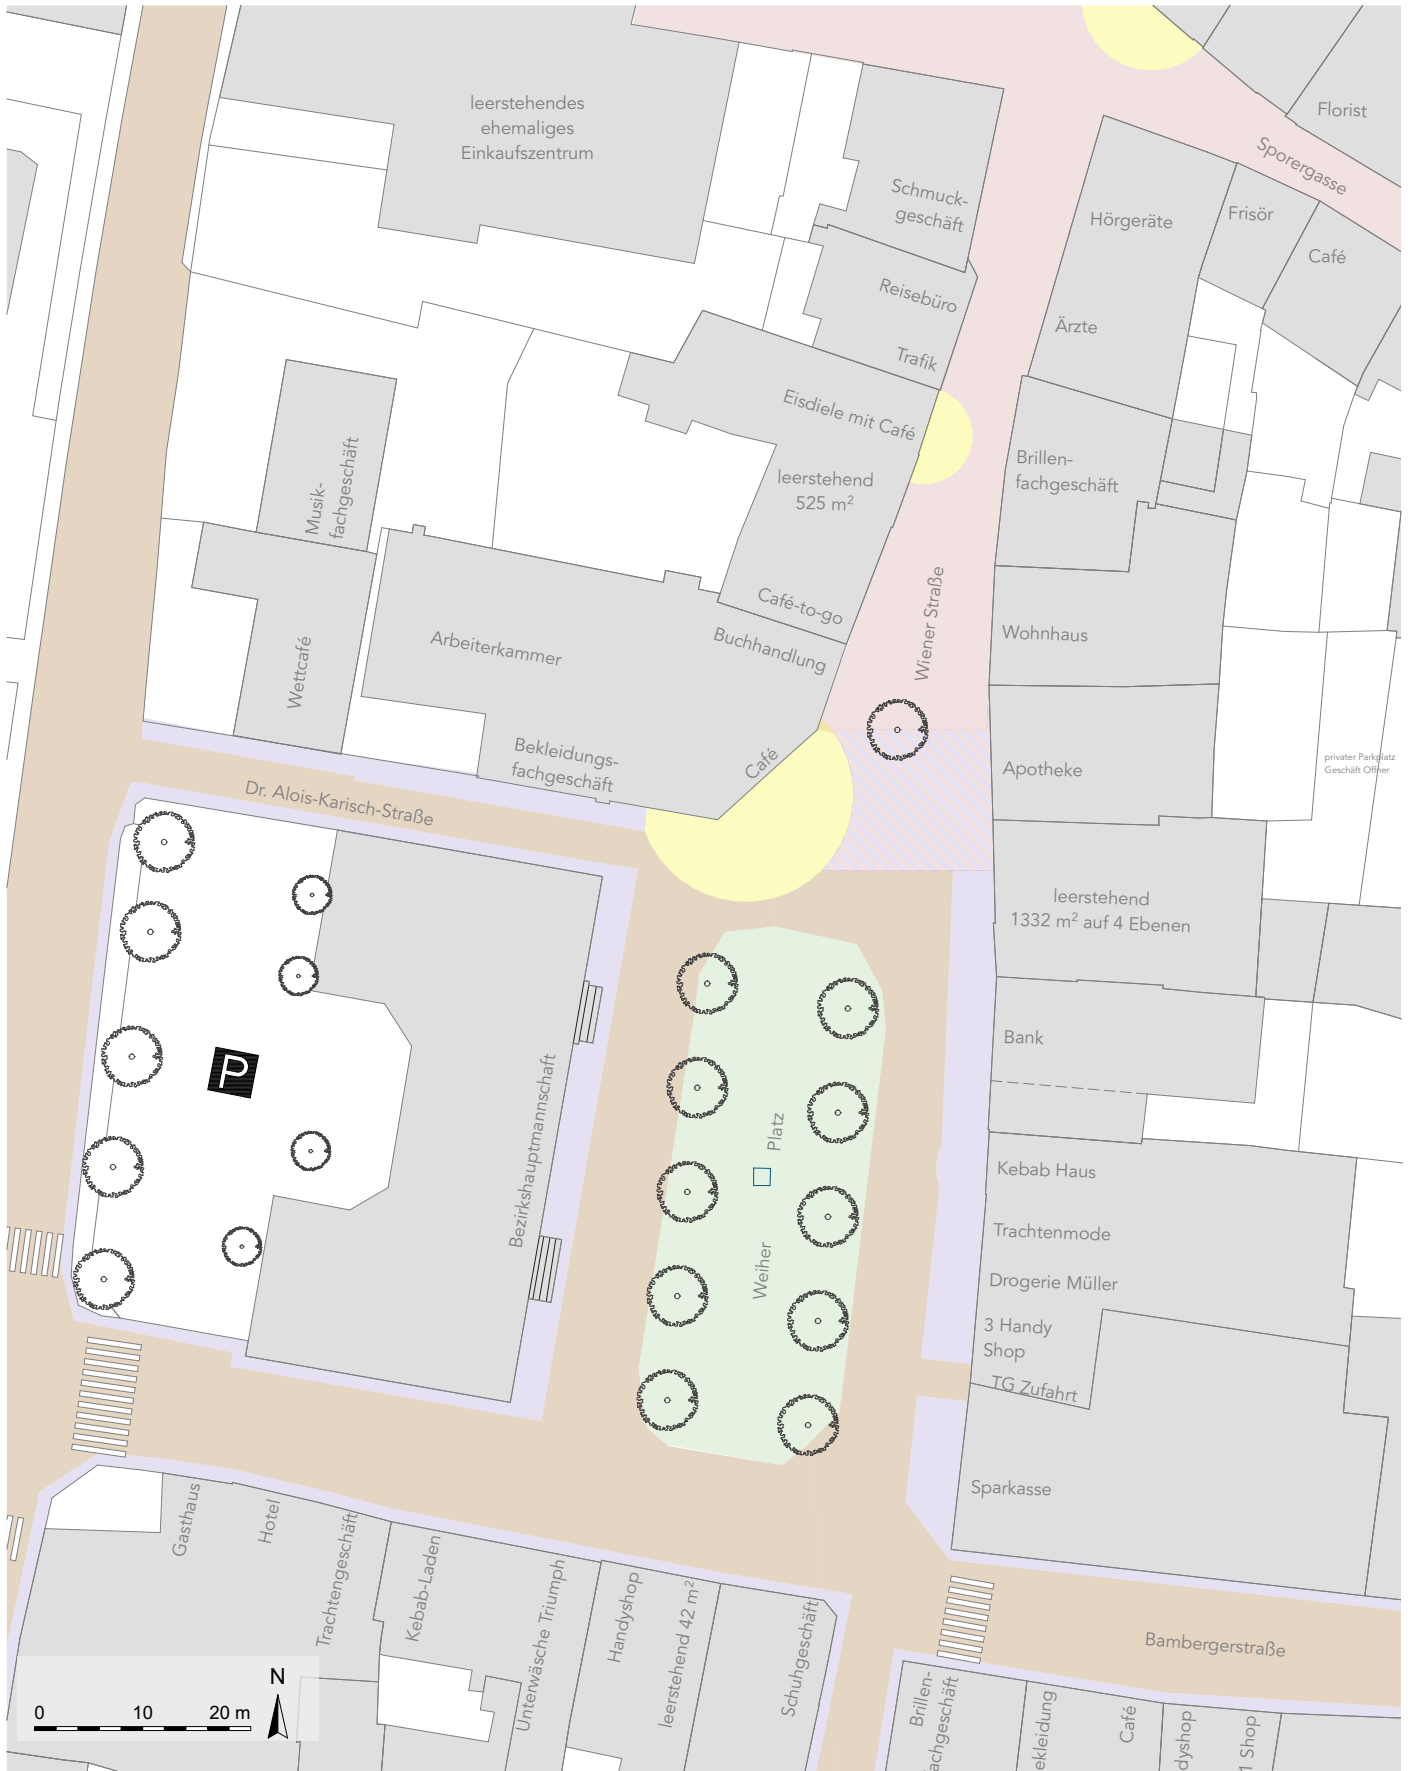 leerstehendes
ehemaliges
Einkaufszentrum
Florist
Sporergasse
Schmuck-
geschäft
Hörgeräte
Frisör
Café
Reisebüro
Ärzte
Trafik
Eisdiele mit Café
leerstehend
525 m²
Brillen-
fachgeschäft
Musik-
fachgeschäft
Café-to-go
Wiener Straße
Buchhandlung
Wohnhaus
Arbeiterkammer
Wettcafé
Bekleidungs-
fachgeschäft
Café
Apotheke
privater Parkplatz
Geschäft Offner
Dr. Alois-Karisch-Straße
leerstehend
1332 m² auf 4 Ebenen
Bank
P
Bezirkshauptmannschaft
Weiher Platz
Kebab Haus
Trachtenmode
Drogerie Müller
3 Handy
Shop
TG Zufahrt
Sparkasse
Gasthaus
Hotel
Trachtengeschäft
Kebab-Laden
Unterwäsche Triumph
Handyshop
leerstehend 42 m²
Schuhgeschäft
Bambergerstraße
Brillen-
achgeschäft
ekleidung
Café
dyshop
1 Shop
N
0 10 20 m